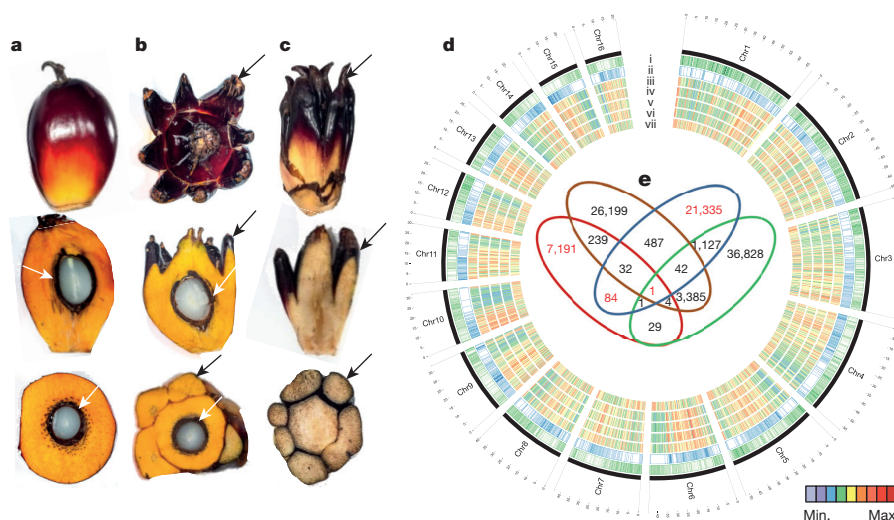 a
b
c
d
Chr1
Chr2
Chr3
Chr4
Chr5
Chr6
Chr7
Chr8
Chr9
Chr10
Chr11
Chr12
Chr13
Chr14
Chr15
Chr16
i
ii
iii
iv
v
vi
vii
e
26,199
21,335
7,191
239
487
1,127
36,828
32
42
84
1
1
4
3,385
29
Min.
Max